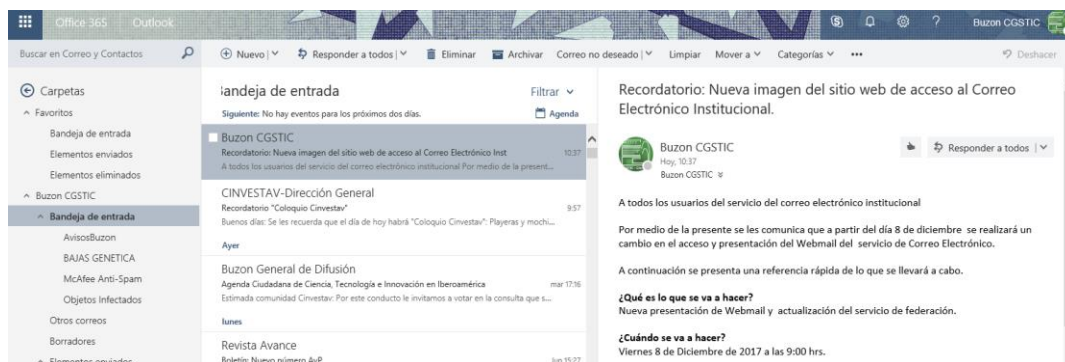 Office 365 Outlook
Buzon CGSTIC
Buscar en Correo y Contactos
Nuevo
Responder a todos
Eliminar
Archivar
Correo no deseado
Limpiar
Mover a
Categorías
Deshacer
Carpetas
Favoritos
Bandeja de entrada
Elementos enviados
Elementos eliminados
Buzon CGSTIC
Bandeja de entrada
AvisosBuzon
BAJAS GENETICA
McAfee Anti-Spam
Objetos Infectados
Otros correos
Borradores
Elementos enviados
andeja de entrada
Filtrar
Siguiente: No hay eventos para los próximos dos días.
Agenda
Buzon CGSTIC
Recordatorio: Nueva imagen del sitio web de acceso al Correo Electrónico Inst 10:37
A todos los usuarios del servicio del correo electrónico institucional Por medio de la present...
CINVESTAV-Dirección General
Recordatorio "Coloquio Cinvestav" 9:57
Buenos días: Se les recuerda que el día de hoy habrá "Coloquio Cinvestav": Playeras y mochi...
Ayer
Buzon General de Difusión
Agenda Ciudadana de Ciencia, Tecnología e Innovación en Iberoamérica mar 17:16
Estimada comunidad Cinvestav: Por este conducto le invitamos a votar en la consulta que s...
lunes
Revista Avance
Boletín: Nuevo número AyP lun 15:27
Recordatorio: Nueva imagen del sitio web de acceso al Correo
Electrónico Institucional.
Buzon CGSTIC
Hoy, 10:37
Buzon CGSTIC
Responder a todos
A todos los usuarios del servicio del correo electrónico institucional
Por medio de la presente se les comunica que a partir del día 8 de diciembre se realizará un
cambio en el acceso y presentación del Webmail del servicio de Correo Electrónico.
A continuación se presenta una referencia rápida de lo que se llevará a cabo.
¿Qué es lo que se va a hacer?
Nueva presentación de Webmail y actualización del servicio de federación.
¿Cuándo se va a hacer?
Viernes 8 de Diciembre de 2017 a las 9:00 hrs.